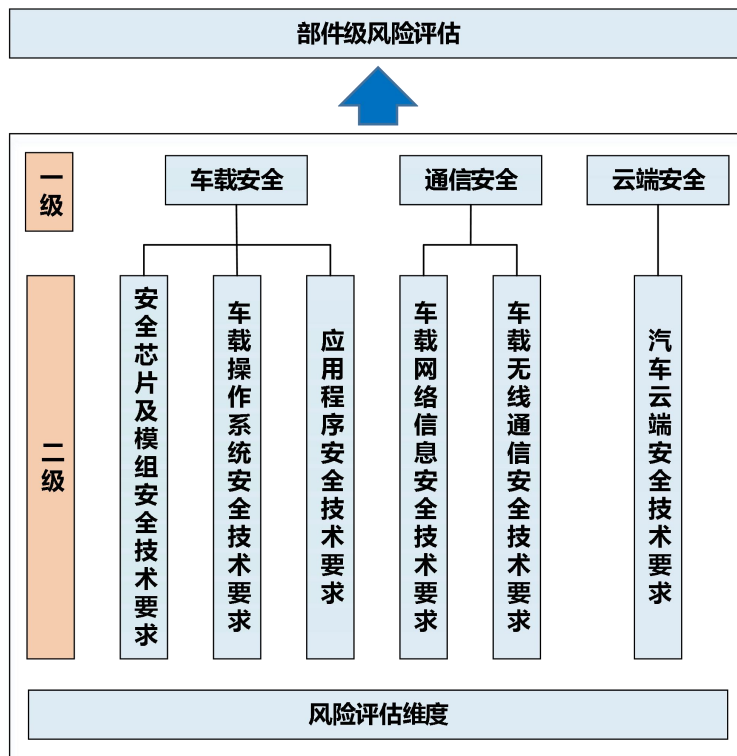 部件级风险评估
一级
车载安全
通信安全
云端安全
二级
安全芯片及模组安全技术要求
车载操作系统安全技术要求
应用程序安全技术要求
车载网络信息安全技术要求
车载无线通信安全技术要求
汽车云端安全技术要求
风险评估维度